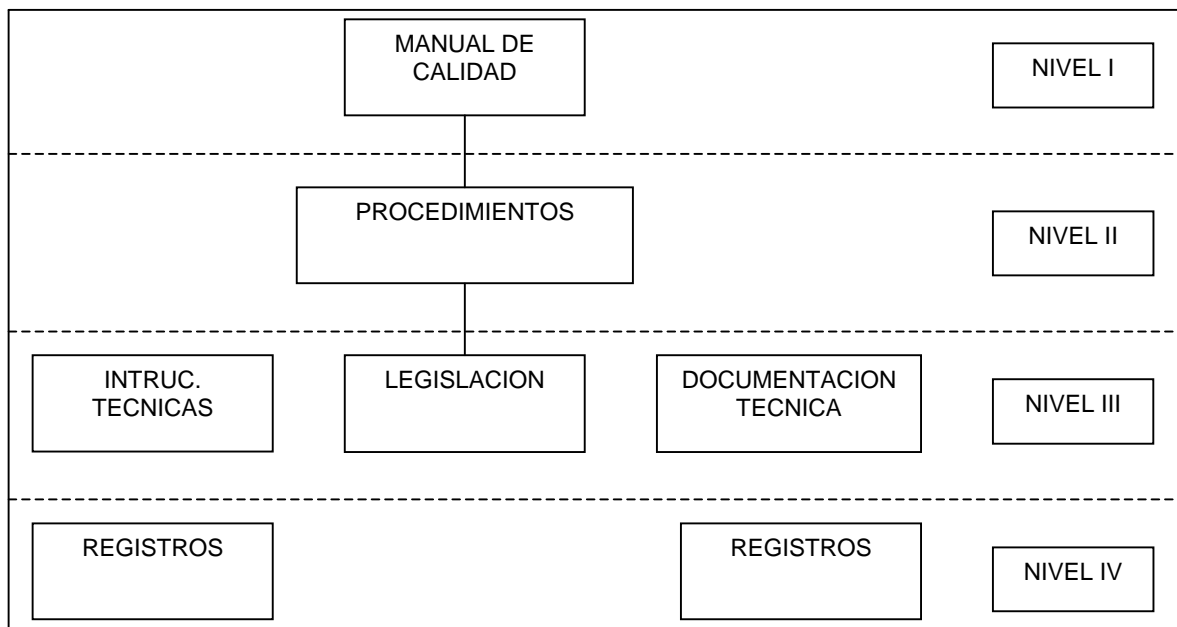 MANUAL DE
CALIDAD
NIVEL I
PROCEDIMIENTOS
NIVEL II
INTRUC.
TECNICAS
LEGISLACION
DOCUMENTACION
TECNICA
NIVEL III
REGISTROS
REGISTROS
NIVEL IV